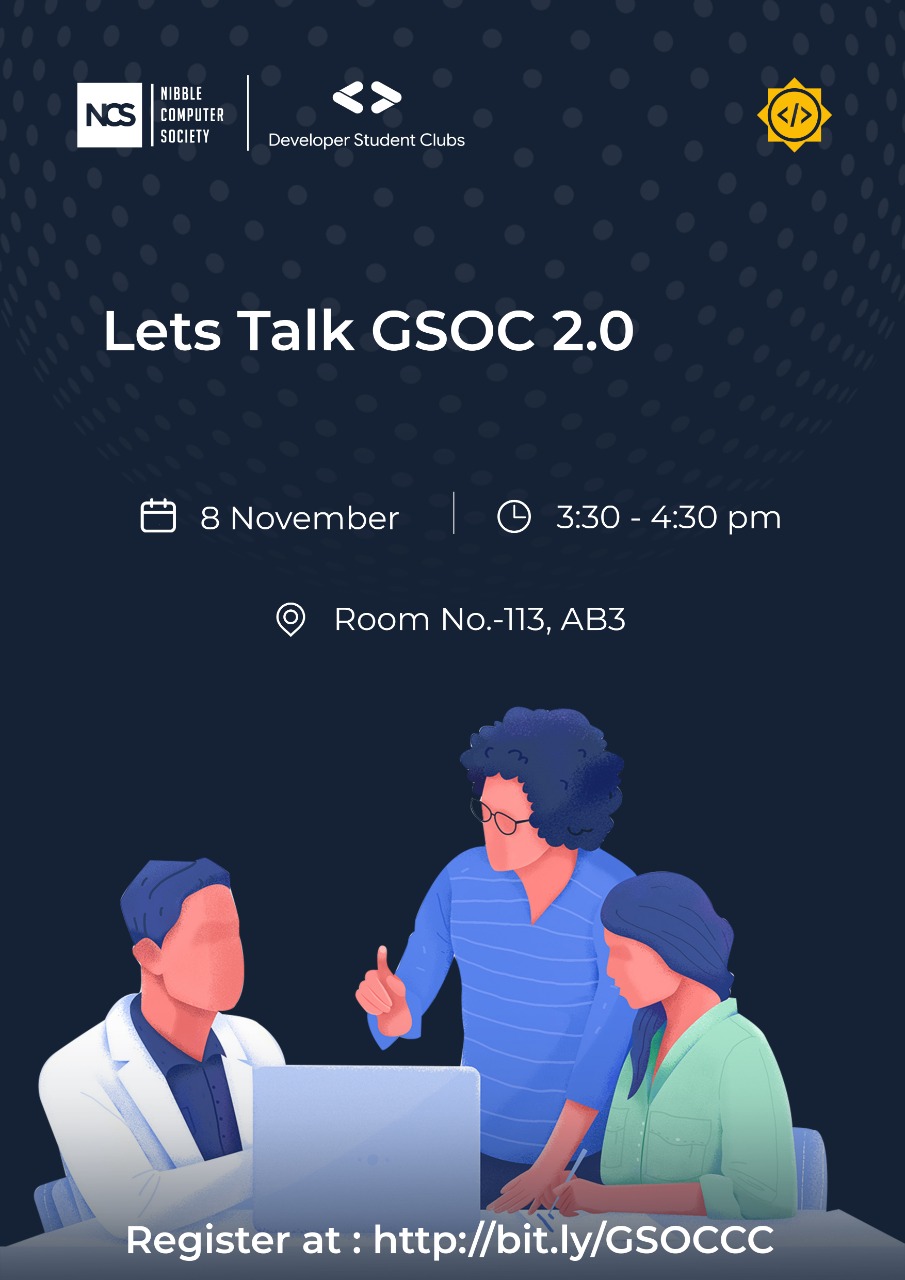 NCS
NIBBLE
COMPUTER
SOCIETY
Developer Student Clubs
</>
Lets Talk GSOC 2.0
8 November
3:30 - 4:30 pm
Room No.-113, AB3
Register at : http://bit.ly/GSOCCC